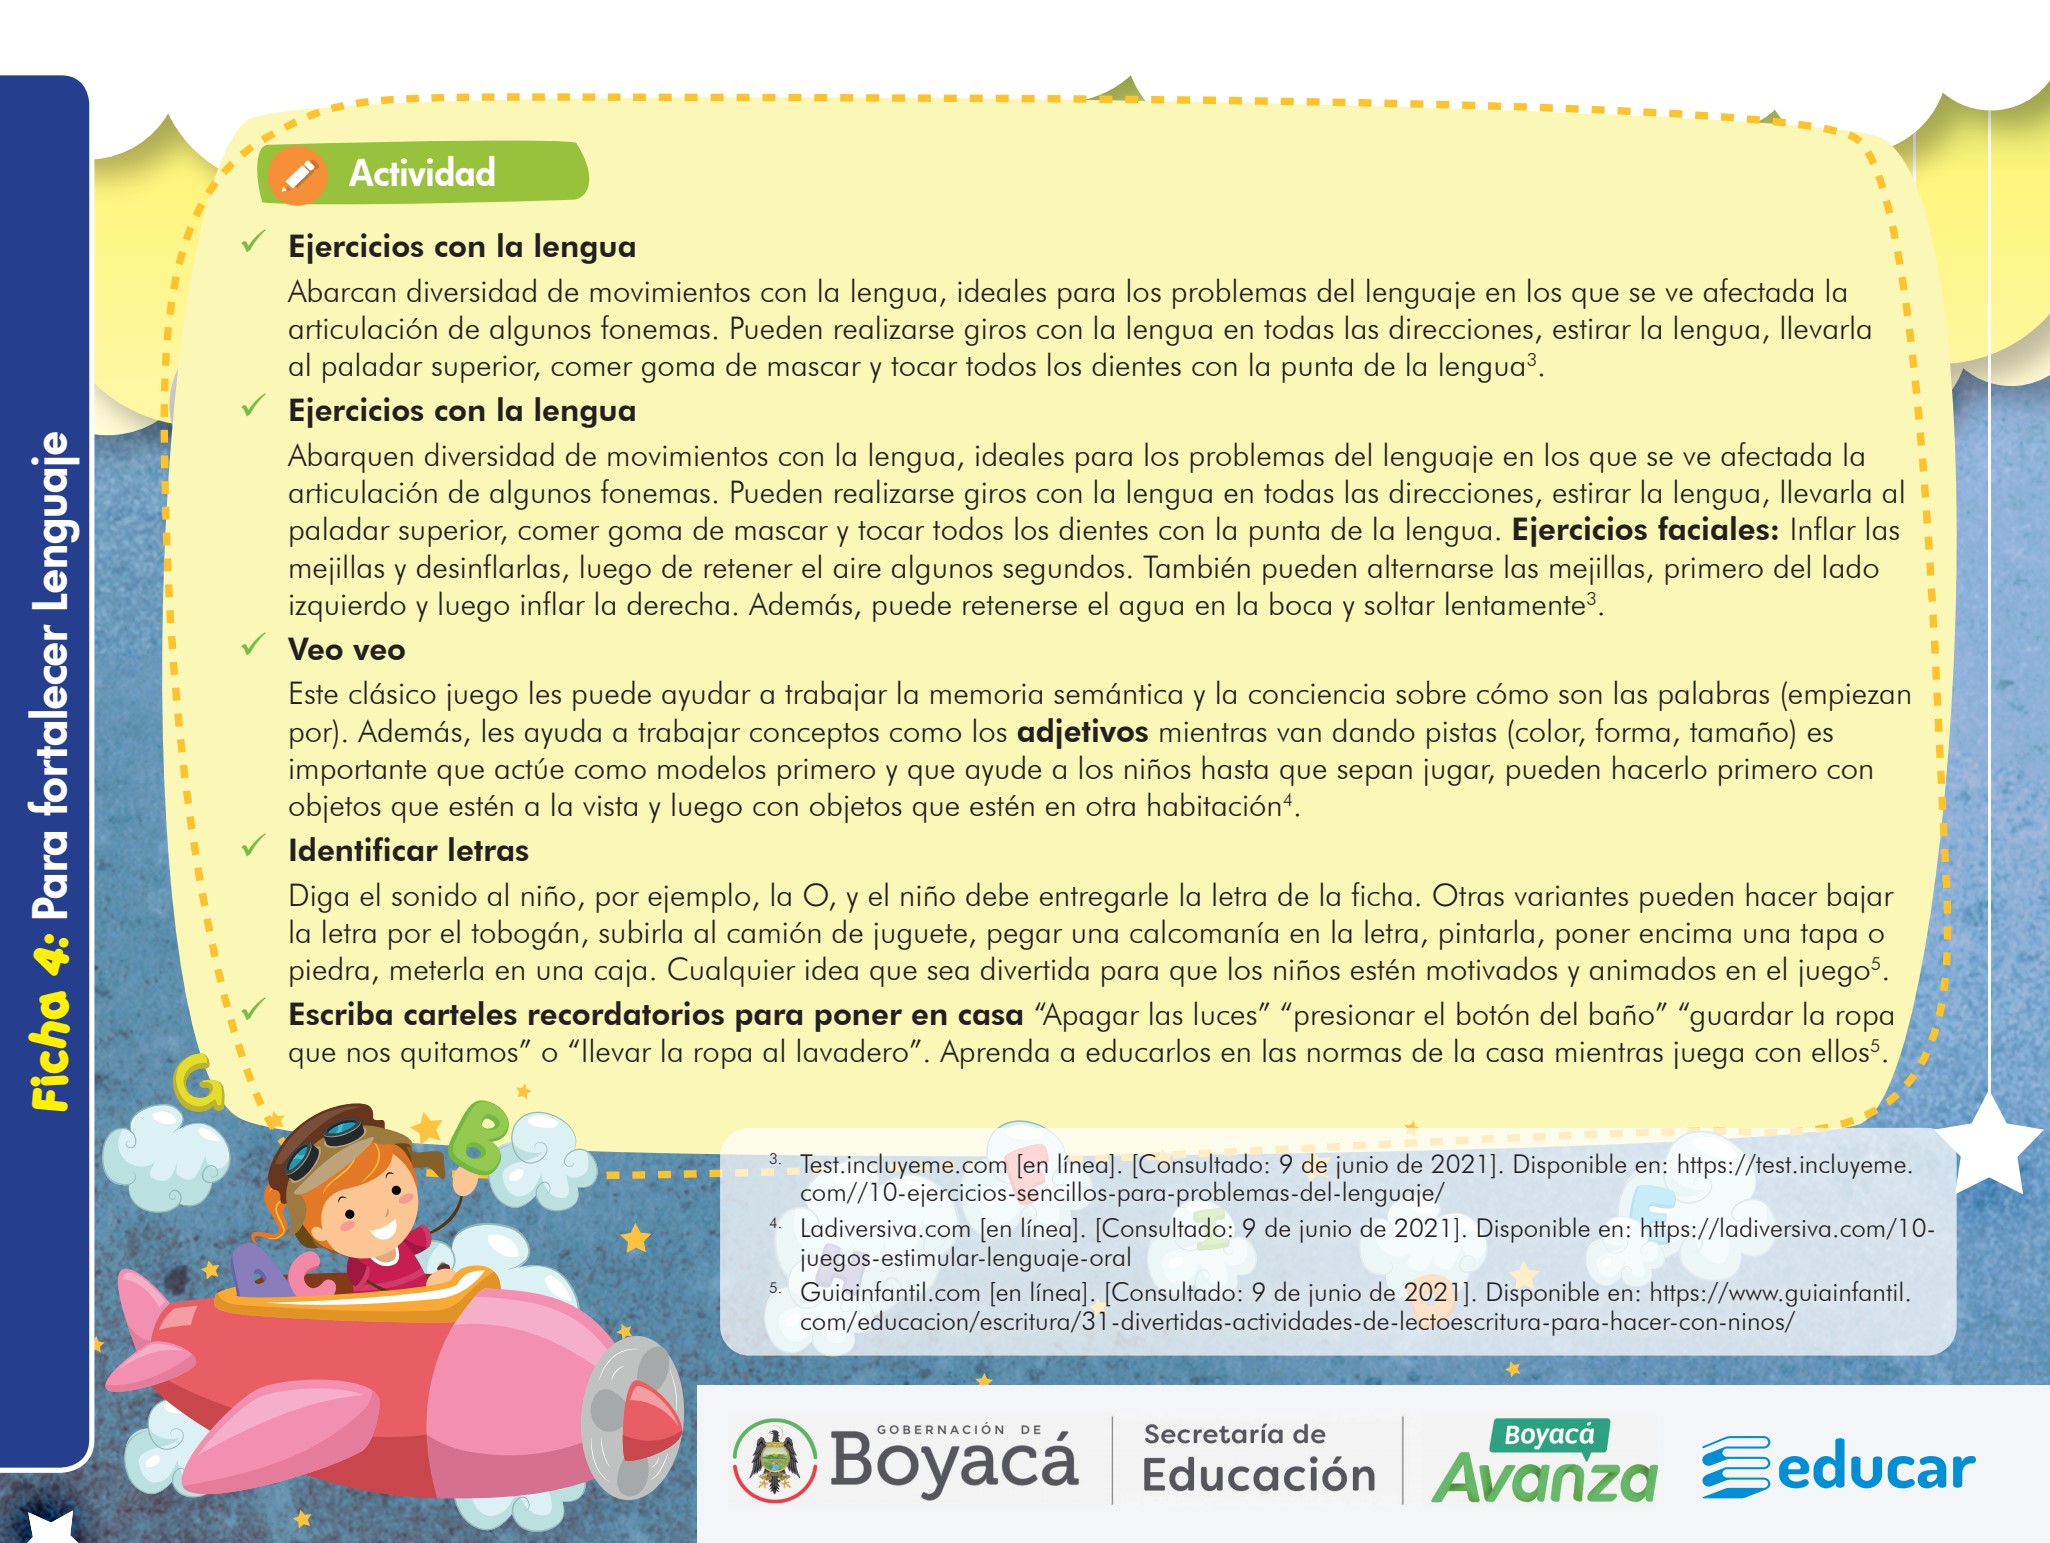 Ficha 4: Para fortalecer Lenguaje
Actividad
✓ Ejercicios con la lengua
Abarcan diversidad de movimientos con la lengua, ideales para los problemas del lenguaje en los que se ve afectada la
articulación de algunos fonemas. Pueden realizarse giros con la lengua en todas las direcciones, estirar la lengua, llevarla
al paladar superior, comer goma de mascar y tocar todos los dientes con la punta de la lengua³.
✓ Ejercicios con la lengua
Abarquen diversidad de movimientos con la lengua, ideales para los problemas del lenguaje en los que se ve afectada la
articulación de algunos fonemas. Pueden realizarse giros con la lengua en todas las direcciones, estirar la lengua, llevarla al
paladar superior, comer goma de mascar y tocar todos los dientes con la punta de la lengua. Ejercicios faciales: Inflar las
mejillas y desinflarlas, luego de retener el aire algunos segundos. También pueden alternarse las mejillas, primero del lado
izquierdo y luego inflar la derecha. Además, puede retenerse el agua en la boca y soltar lentamente³.
✓ Veo veo
Este clásico juego les puede ayudar a trabajar la memoria semántica y la conciencia sobre cómo son las palabras (empiezan
por). Además, les ayuda a trabajar conceptos como los adjetivos mientras van dando pistas (color, forma, tamaño) es
importante que actúe como modelos primero y que ayude a los niños hasta que sepan jugar, pueden hacerlo primero con
objetos que estén a la vista y luego con objetos que estén en otra habitación⁴.
✓ Identificar letras
Diga el sonido al niño, por ejemplo, la O, y el niño debe entregarle la letra de la ficha. Otras variantes pueden hacer bajar
la letra por el tobogán, subirla al camión de juguete, pegar una calcomanía en la letra, pintarla, poner encima una tapa o
piedra, meterla en una caja. Cualquier idea que sea divertida para que los niños estén motivados y animados en el juego⁵.
✓ Escriba carteles recordatorios para poner en casa “Apagar las luces” “presionar el botón del baño” “guardar la ropa
que nos quitamos” o “llevar la ropa al lavadero”. Aprenda a educarlos en las normas de la casa mientras juega con ellos⁵.
G
B
A
C
F
E
H
I
D
3. Test.incluyeme.com [en línea]. [Consultado: 9 de junio de 2021]. Disponible en: https://test.incluyeme.
com//10-ejercicios-sencillos-para-problemas-del-lenguaje/
4. Ladiversiva.com [en línea]. [Consultado: 9 de junio de 2021]. Disponible en: https://ladiversiva.com/10-
juegos-estimular-lenguaje-oral
5. Guiainfantil.com [en línea]. [Consultado: 9 de junio de 2021]. Disponible en: https://www.guiainfantil.
com/educacion/escritura/31-divertidas-actividades-de-lectoescritura-para-hacer-con-ninos/
GOBERNACIÓN DE
Boyacá
Secretaría de
Educación
Boyacá
Avanza
educar